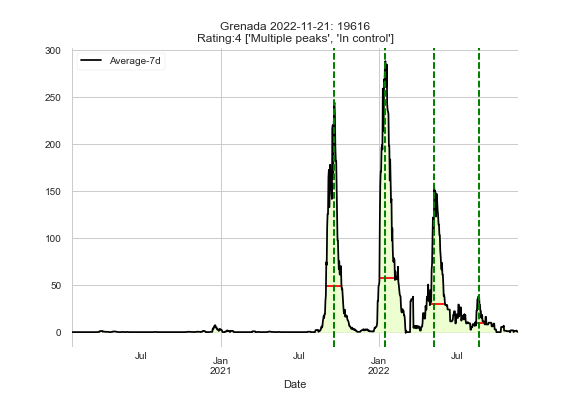 Grenada 2022-11-21: 19616
Rating:4 ['Multiple peaks', 'In control']
Average-7d
300
250
200
150
100
50
0
Jul
Jan
2021
Jul
Jan
2022
Jul
Date